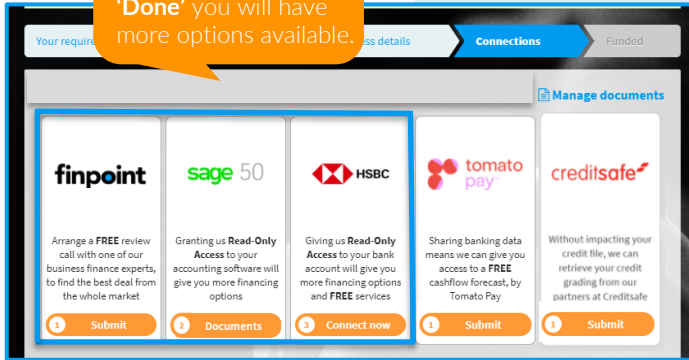 'Done' you will have
more options available.
Your require
ess details
Connections
Funded
Manage documents
finpoint
Arrange a FREE review
call with one of our
business finance experts,
to find the best deal from
the whole market
1 Submit
sage 50
Granting us Read-Only
Access to your
accounting software will
give you more financing
options
2 Documents
HSBC
Giving us Read-Only
Access to your bank
account will give you
more financing options
and FREE services
3 Connect now
tomato
pay
Sharing banking data
means we can give you
access to a FREE
cashflow forecast, by
Tomato Pay
1 Submit
creditsafe
Without impacting your
credit file, we can
retrieve your credit
grading from our
partners at Creditsafe
1 Submit